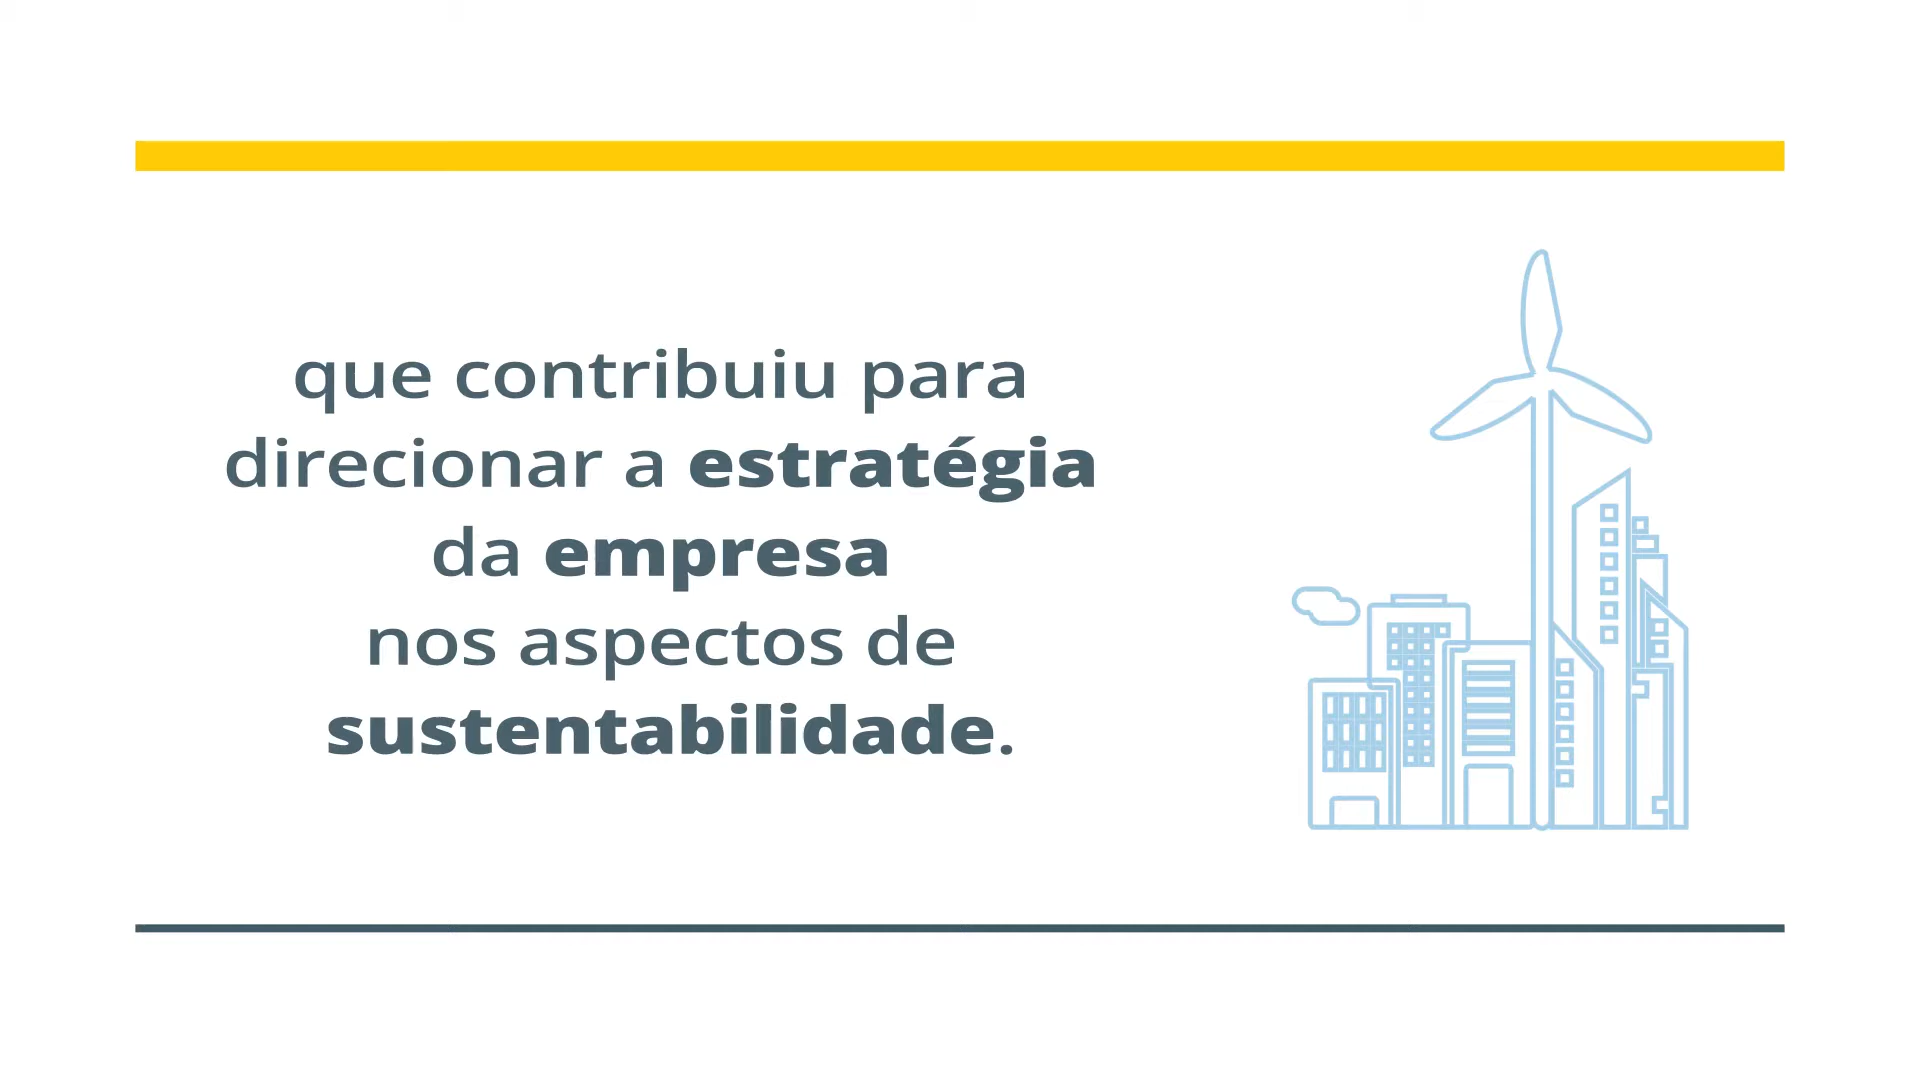 que contribuiu para
direcionar a estratégia
da empresa
nos aspectos de
sustentabilidade.